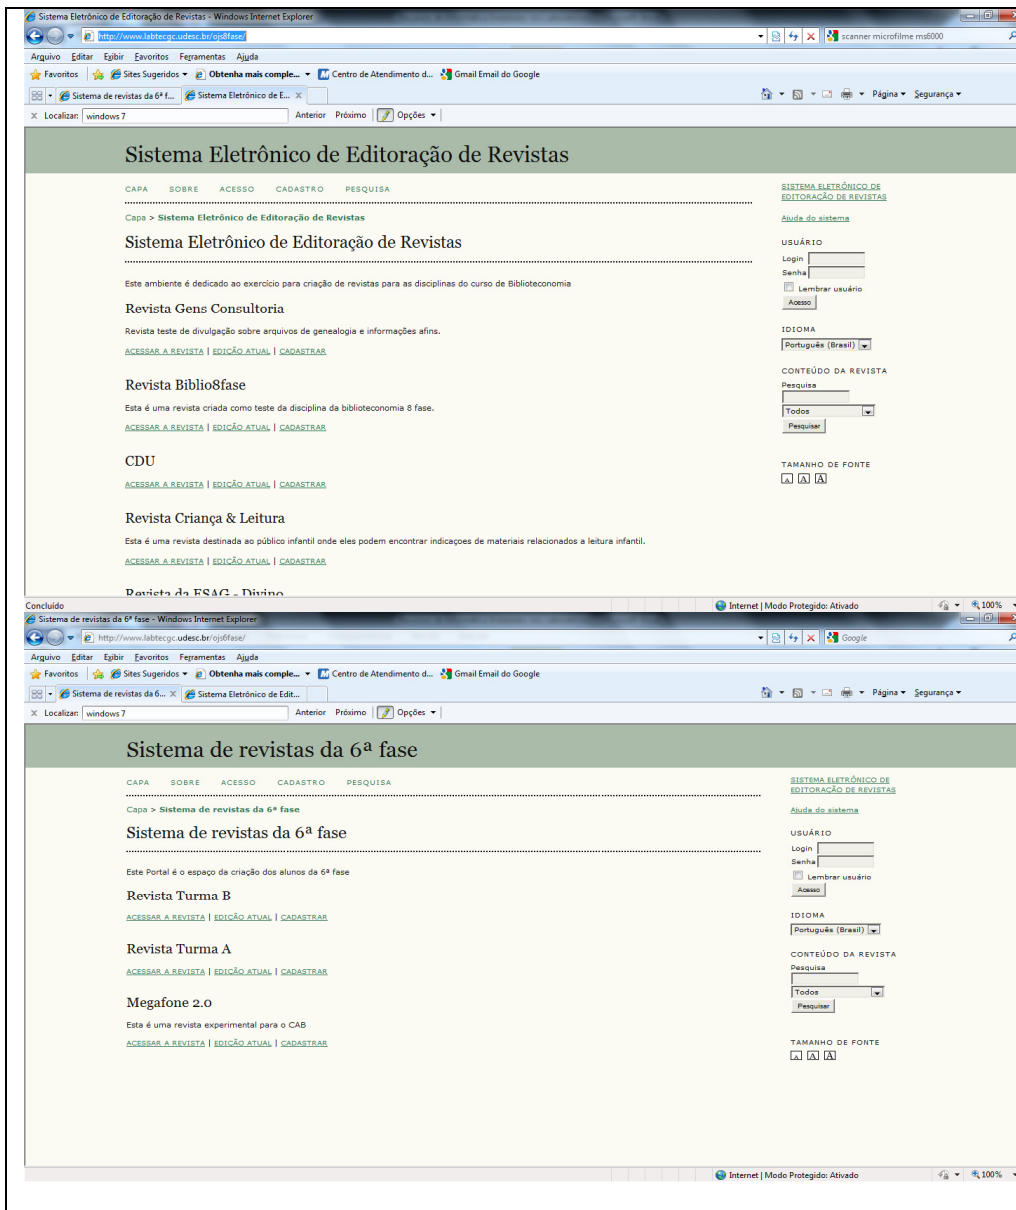 Sistema Eletrônico de Editoração de Revistas - Windows Internet Explorer
http://www.labtecgc.udesc.br/ojs8fase/
scanner microfilme ms6000
Arquivo Editar Exibir Favoritos Ferramentas Ajuda
Favoritos Sites Sugeridos Obtenha mais comple... Centro de Atendimento d... Gmail Email do Google
Sistema de revistas da 6ª f... Sistema Eletrônico de E... X
Página Segurança
X Localizar: windows 7 Anterior Próximo Opções
Sistema Eletrônico de Editoração de Revistas
CAPA SOBRE ACESSO CADASTRO PESQUISA
Capa > Sistema Eletrônico de Editoração de Revistas
Sistema Eletrônico de Editoração de Revistas
Este ambiente é dedicado ao exercício para criação de revistas para as disciplinas do curso de Biblioteconomia
Revista Gens Consultoria
Revista teste de divulgação sobre arquivos de genealogia e informações afins.
ACESSAR A REVISTA | EDIÇÃO ATUAL | CADASTRAR
Revista Biblio8fase
Esta é uma revista criada como teste da disciplina da biblioteconomia 8 fase.
ACESSAR A REVISTA | EDIÇÃO ATUAL | CADASTRAR
CDU
ACESSAR A REVISTA | EDIÇÃO ATUAL | CADASTRAR
Revista Criança & Leitura
Esta é uma revista destinada ao público infantil onde eles podem encontrar indicaçoes de materiais relacionados a leitura infantil.
ACESSAR A REVISTA | EDIÇÃO ATUAL | CADASTRAR
Revista da ESAG - Divino
SISTEMA ELETRÔNICO DE
EDITORAÇÃO DE REVISTAS
Ajuda do sistema
USUÁRIO
Login
Senha
Lembrar usuário
Acesso
IDIOMA
Português (Brasil)
CONTEÚDO DA REVISTA
Pesquisa
Todos
Pesquisar
TAMANHO DE FONTE
A A A
Concluído Internet | Modo Protegido: Ativado 100%
Sistema de revistas da 6ª fase - Windows Internet Explorer
http://www.labtecgc.udesc.br/ojs6fase/
Google
Arquivo Editar Exibir Favoritos Ferramentas Ajuda
Favoritos Sites Sugeridos Obtenha mais comple... Centro de Atendimento d... Gmail Email do Google
Sistema de revistas da 6... X Sistema Eletrônico de Edit...
Página Segurança
X Localizar: windows 7 Anterior Próximo Opções
Sistema de revistas da 6ª fase
CAPA SOBRE ACESSO CADASTRO PESQUISA
Capa > Sistema de revistas da 6ª fase
Sistema de revistas da 6ª fase
Este Portal é o espaço da criação dos alunos da 6ª fase
Revista Turma B
ACESSAR A REVISTA | EDIÇÃO ATUAL | CADASTRAR
Revista Turma A
ACESSAR A REVISTA | EDIÇÃO ATUAL | CADASTRAR
Megafone 2.0
Esta é uma revista experimental para o CAB
ACESSAR A REVISTA | EDIÇÃO ATUAL | CADASTRAR
SISTEMA ELETRÔNICO DE
EDITORAÇÃO DE REVISTAS
Ajuda do sistema
USUÁRIO
Login
Senha
Lembrar usuário
Acesso
IDIOMA
Português (Brasil)
CONTEÚDO DA REVISTA
Pesquisa
Todos
Pesquisar
TAMANHO DE FONTE
A A A
Internet | Modo Protegido: Ativado 100%